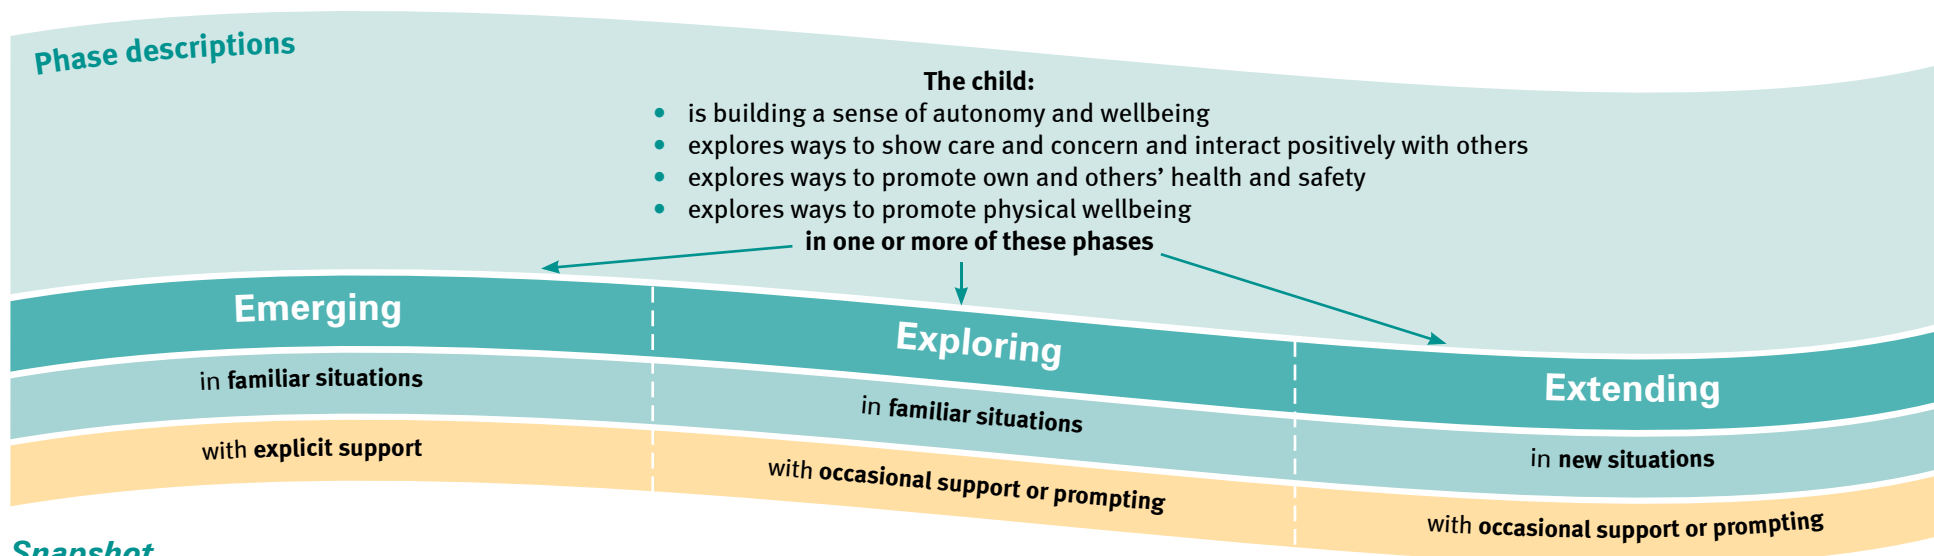 Phase descriptions
The child:
• is building a sense of autonomy and wellbeing
• explores ways to show care and concern and interact positively with others
• explores ways to promote own and others’ health and safety
• explores ways to promote physical wellbeing
in one or more of these phases
Emerging
in familiar situations
with explicit support
Exploring
in familiar situations
with occasional support or prompting
Extending
in new situations
with occasional support or prompting
Snapshot